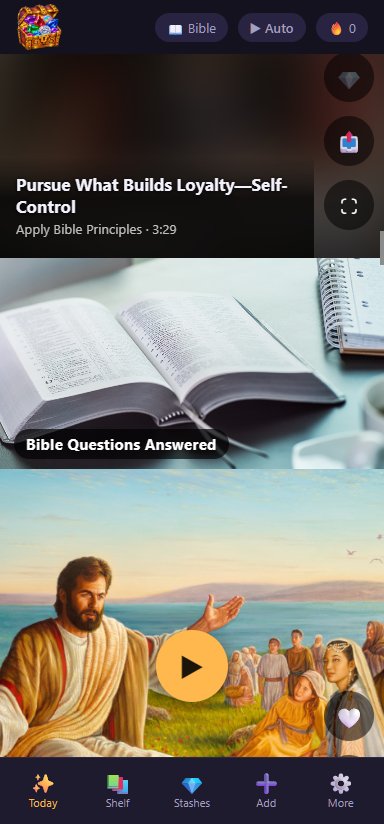 Bible
Auto
0
Pursue What Builds Loyalty—Self-
Control
Apply Bible Principles · 3:29
Bible Questions Answered
Today
Shelf
Stashes
Add
More